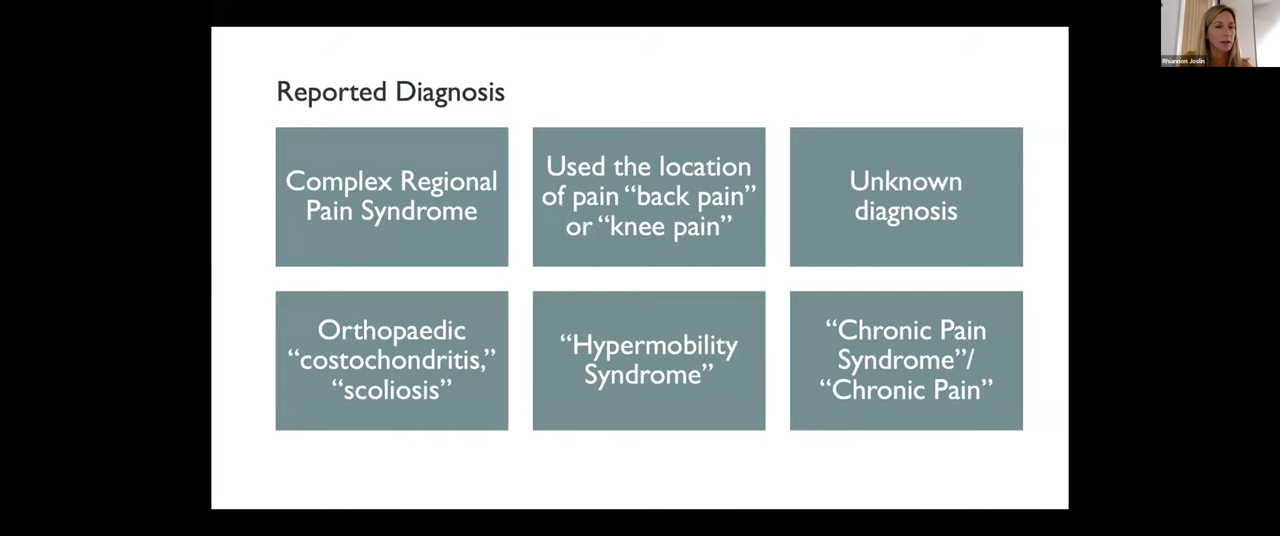 Rhiannon Joslin
Reported Diagnosis
Complex Regional
Pain Syndrome
Used the location
of pain “back pain”
or “knee pain”
Unknown
diagnosis
Orthopaedic
“costochondritis,”
“scoliosis”
“Hypermobility
Syndrome”
“Chronic Pain
Syndrome”/
“Chronic Pain”